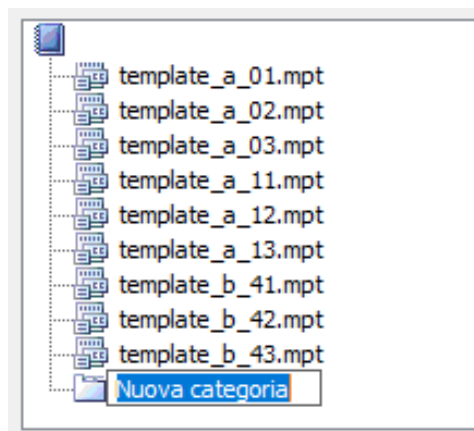 template_a_01.mpt
template_a_02.mpt
template_a_03.mpt
template_a_11.mpt
template_a_12.mpt
template_a_13.mpt
template_b_41.mpt
template_b_42.mpt
template_b_43.mpt
Nuova categoria